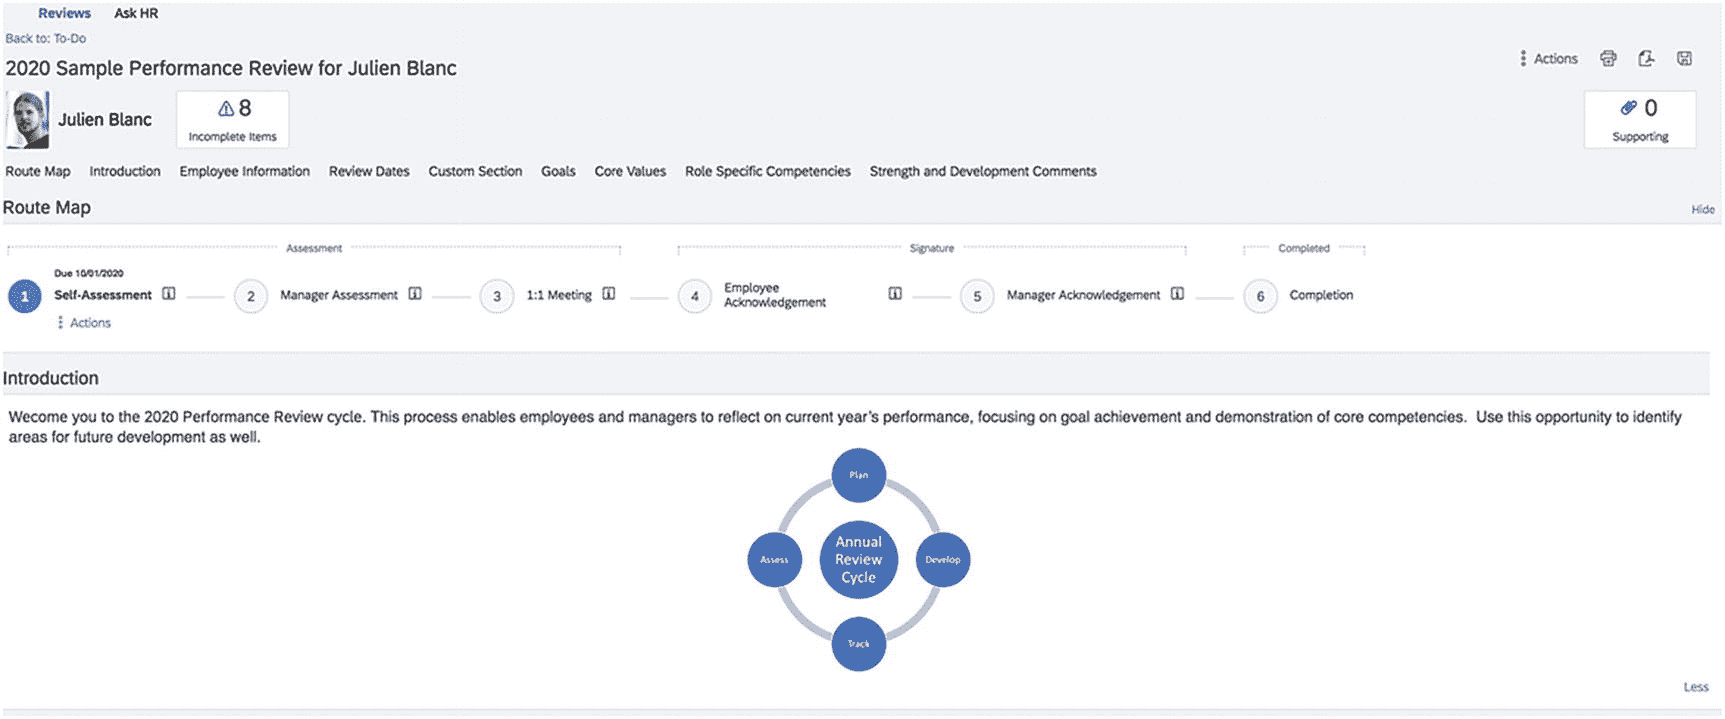 Reviews Ask HR
Back to: To-Do
2020 Sample Performance Review for Julien Blanc
Actions
Julien Blanc
8
Incomplete Items
0
Supporting
Route Map Introduction Employee Information Review Dates Custom Section Goals Core Values Role Specific Competencies Strength and Development Comments
Route Map
Hide
Assessment Signature Completed
Due 10/01/2020
1 Self-Assessment 2 Manager Assessment 3 1:1 Meeting 4 Employee
Acknowledgement 5 Manager Acknowledgement 6 Completion
Actions
Introduction
Wecome you to the 2020 Performance Review cycle. This process enables employees and managers to reflect on current year's performance, focusing on goal achievement and demonstration of core competencies. Use this opportunity to identify
areas for future development as well.
Plan
Annual
Review
Cycle
Assess
Develop
Track
Less